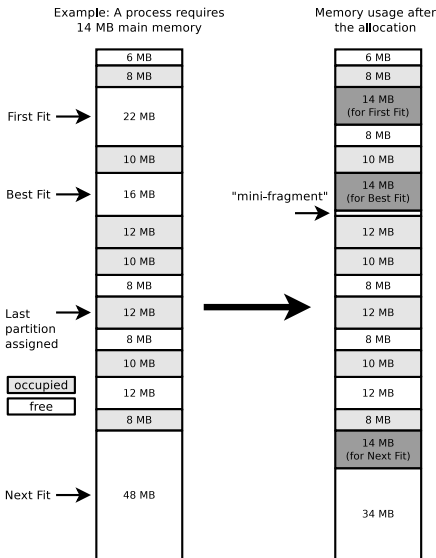 Example: A process requires
14 MB main memory
6 MB
8 MB
First Fit
22 MB
10 MB
Best Fit
16 MB
12 MB
10 MB
8 MB
Last
partition
assigned
12 MB
8 MB
10 MB
occupied
free
12 MB
8 MB
Next Fit
48 MB
Memory usage after
the allocation
6 MB
8 MB
14 MB
(for First Fit)
8 MB
10 MB
14 MB
(for Best Fit)
"mini-fragment"
12 MB
10 MB
8 MB
12 MB
8 MB
10 MB
12 MB
8 MB
14 MB
(for Next Fit)
34 MB